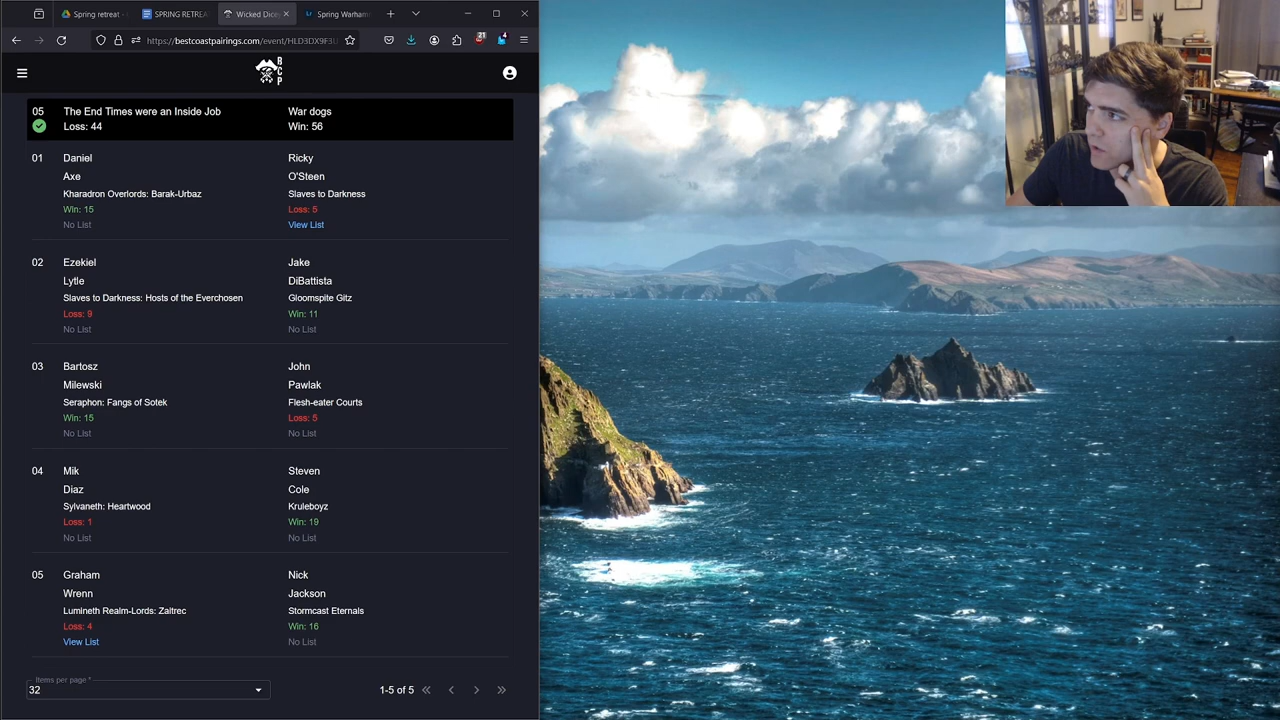 Spring retreat
SPRING RETREA
Wicked Dicey
Spring Warham
https://bestcoastpairings.com/event/HLD3DX9F3
21
4
B
C
P
05
The End Times were an Inside Job
War dogs
Loss: 44
Win: 56
01
Daniel
Ricky
Axe
O'Steen
Kharadron Overlords: Barak-Urbaz
Slaves to Darkness
Win: 15
Loss: 5
No List
View List
02
Ezekiel
Jake
Lytle
DiBattista
Slaves to Darkness: Hosts of the Everchosen
Gloomspite Gitz
Loss: 9
Win: 11
No List
No List
03
Bartosz
John
Milewski
Pawlak
Seraphon: Fangs of Sotek
Flesh-eater Courts
Win: 15
Loss: 5
No List
No List
04
Mik
Steven
Diaz
Cole
Sylvaneth: Heartwood
Kruleboyz
Loss: 1
Win: 19
No List
No List
05
Graham
Nick
Wrenn
Jackson
Lumineth Realm-Lords: Zaitrec
Stormcast Eternals
Loss: 4
Win: 16
View List
No List
Items per page *
32
1-5 of 5